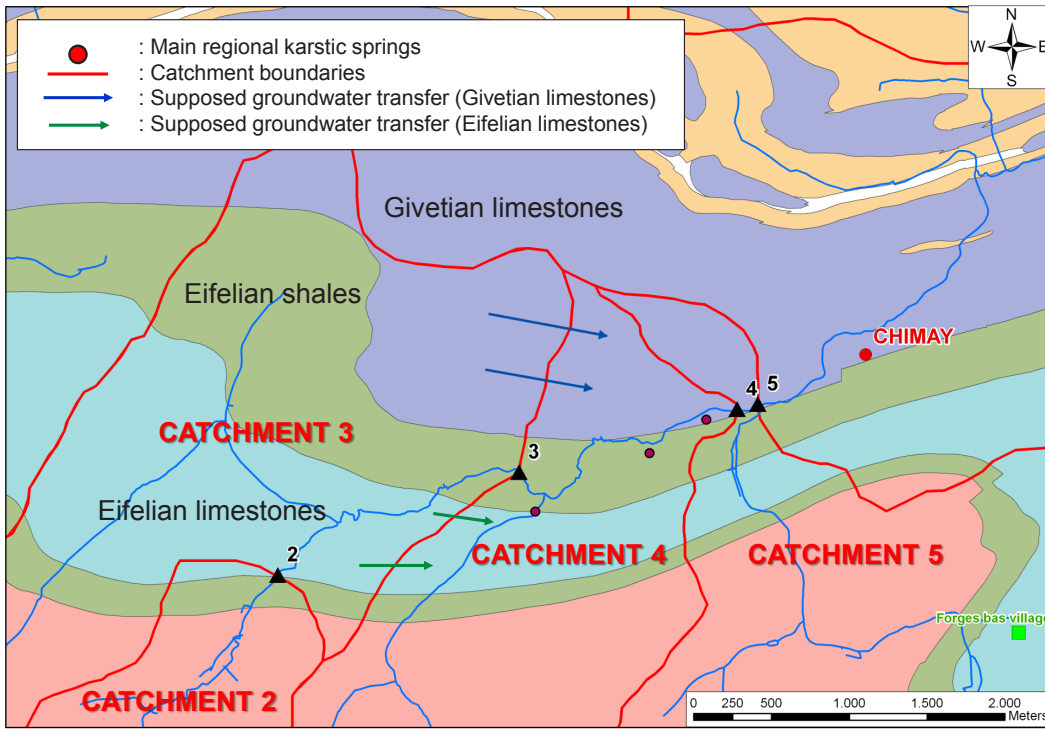 : Main regional karstic springs
: Catchment boundaries
: Supposed groundwater transfer (Givetian limestones)
: Supposed groundwater transfer (Eifelian limestones)
N
W E
S
Givetian limestones
Eifelian shales
CHIMAY
4 5
CATCHMENT 3
3
Eifelian limestones
2
CATCHMENT 4
CATCHMENT 5
Forges bas village
CATCHMENT 2
0 250 500 1.000 1.500 2.000
Meters